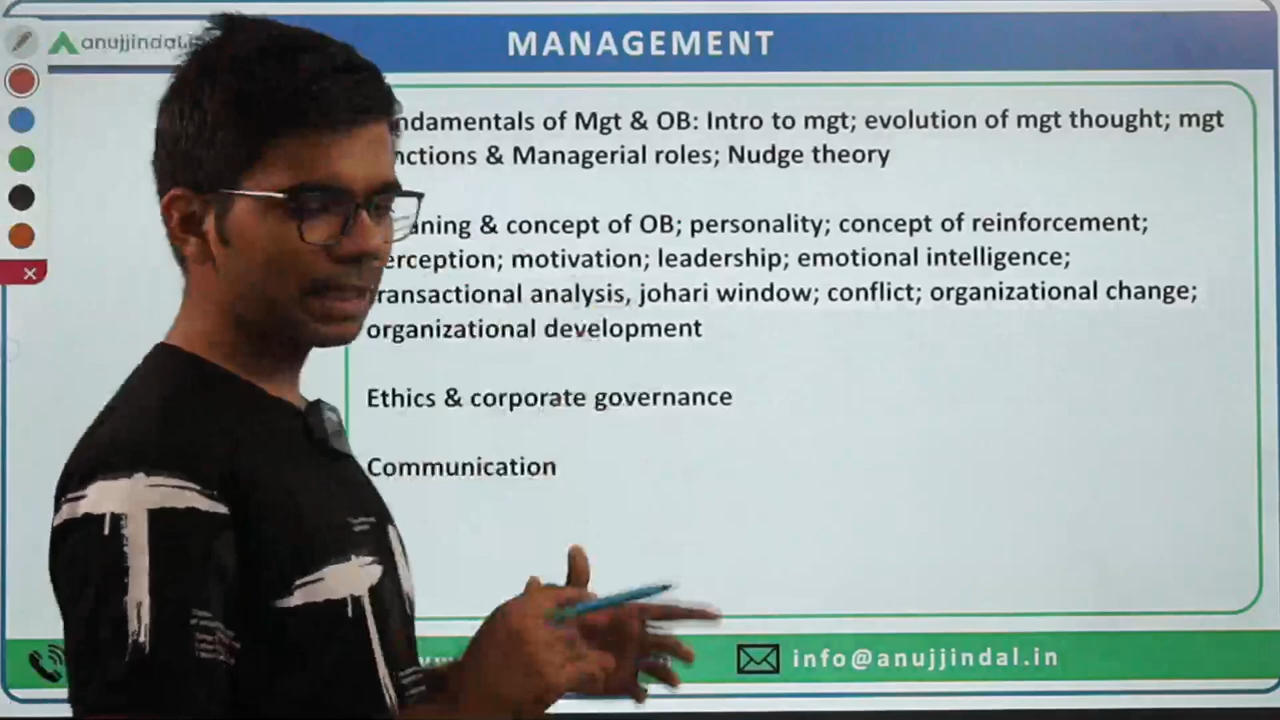 anujjindal.
MANAGEMENT
ndamentals of Mgt & OB: Intro to mgt; evolution of mgt thought; mgt
nctions & Managerial roles; Nudge theory
aning & concept of OB; personality; concept of reinforcement;
erception; motivation; leadership; emotional intelligence;
ransactional analysis, johari window; conflict; organizational change;
organizational development
Ethics & corporate governance
Communication
info@anujjindal.in